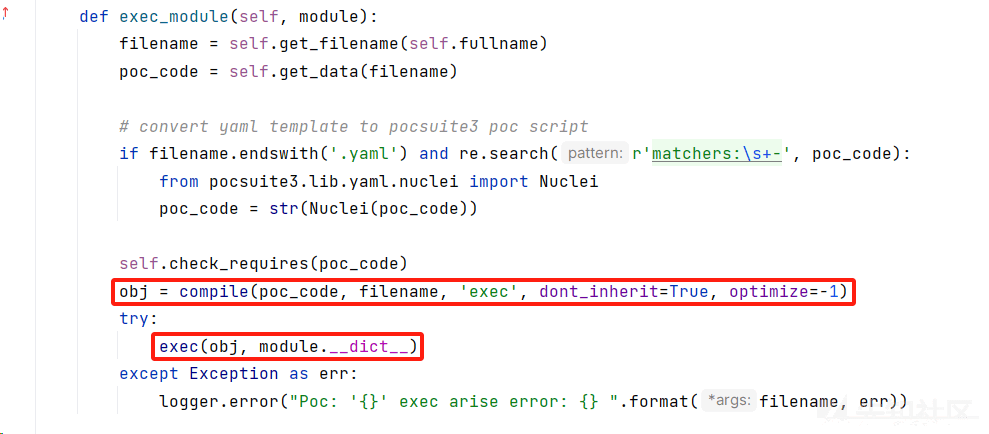 def exec_module(self, module):
filename = self.get_filename(self.fullname)
poc_code = self.get_data(filename)
# convert yaml template to pocsuite3 poc script
if filename.endswith('.yaml') and re.search( pattern: r'matchers:\s+-', poc_code):
from pocsuite3.lib.yaml.nuclei import Nuclei
poc_code = str(Nuclei(poc_code))
self.check_requires(poc_code)
obj = compile(poc_code, filename, 'exec', dont_inherit=True, optimize=-1)
try:
exec(obj, module.__dict__)
except Exception as err:
logger.error("Poc: '{}' exec arise error: {} ".format( *args: filename, err))